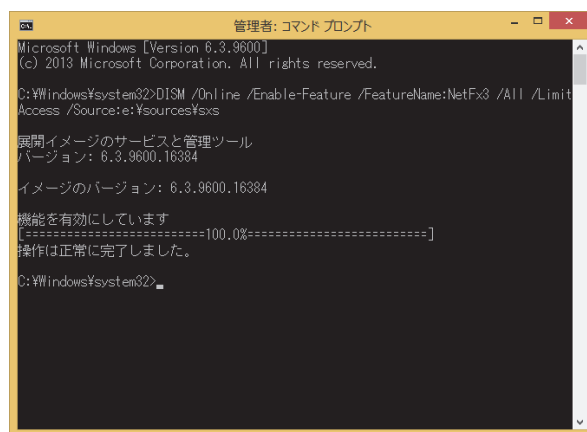 管理者: コマンド プロンプト
Microsoft Windows [Version 6.3.9600]
(c) 2013 Microsoft Corporation. All rights reserved.
C:¥Windows¥system32>DISM /Online /Enable-Feature /FeatureName:NetFx3 /All /Limit
Access /Source:e:¥sources¥sxs
展開イメージのサービスと管理ツール
バージョン: 6.3.9600.16384
イメージのバージョン: 6.3.9600.16384
機能を有効にしています
[==========================100.0%==========================]
操作は正常に完了しました。
C:¥Windows¥system32>